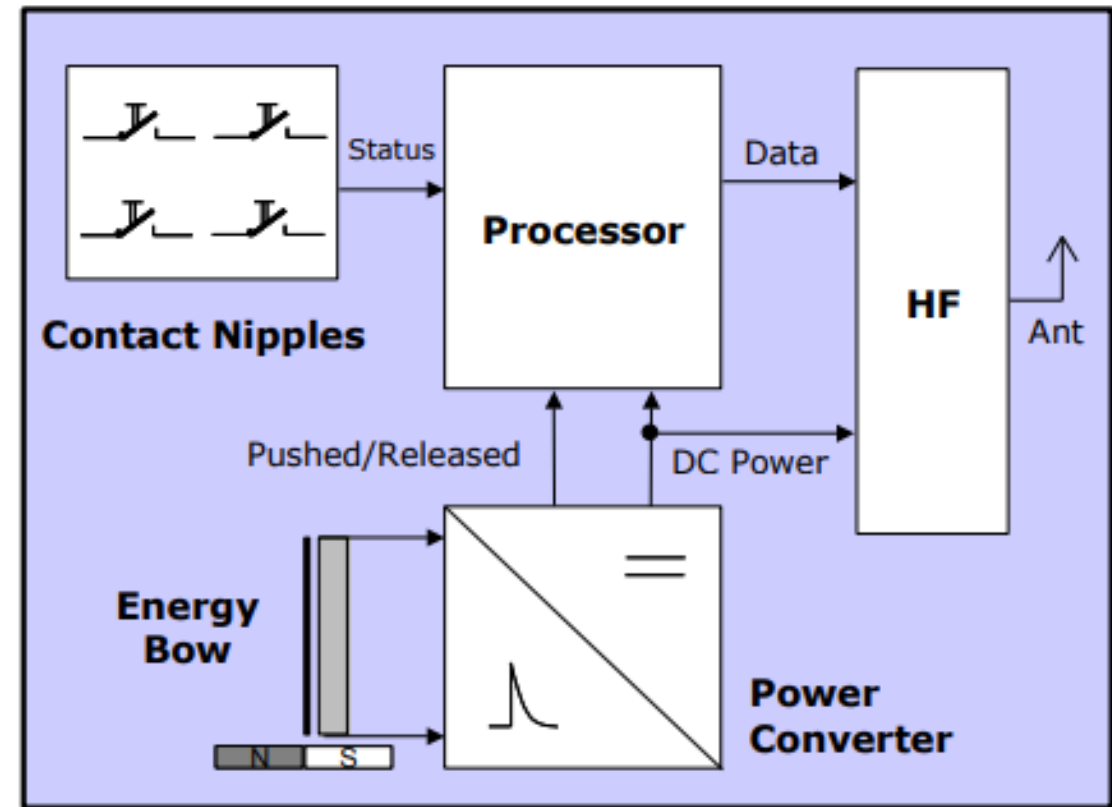 Status
Data
Processor
HF
Contact Nipples
Ant
Pushed/Released
DC Power
Energy
Bow
Power
Converter
N S